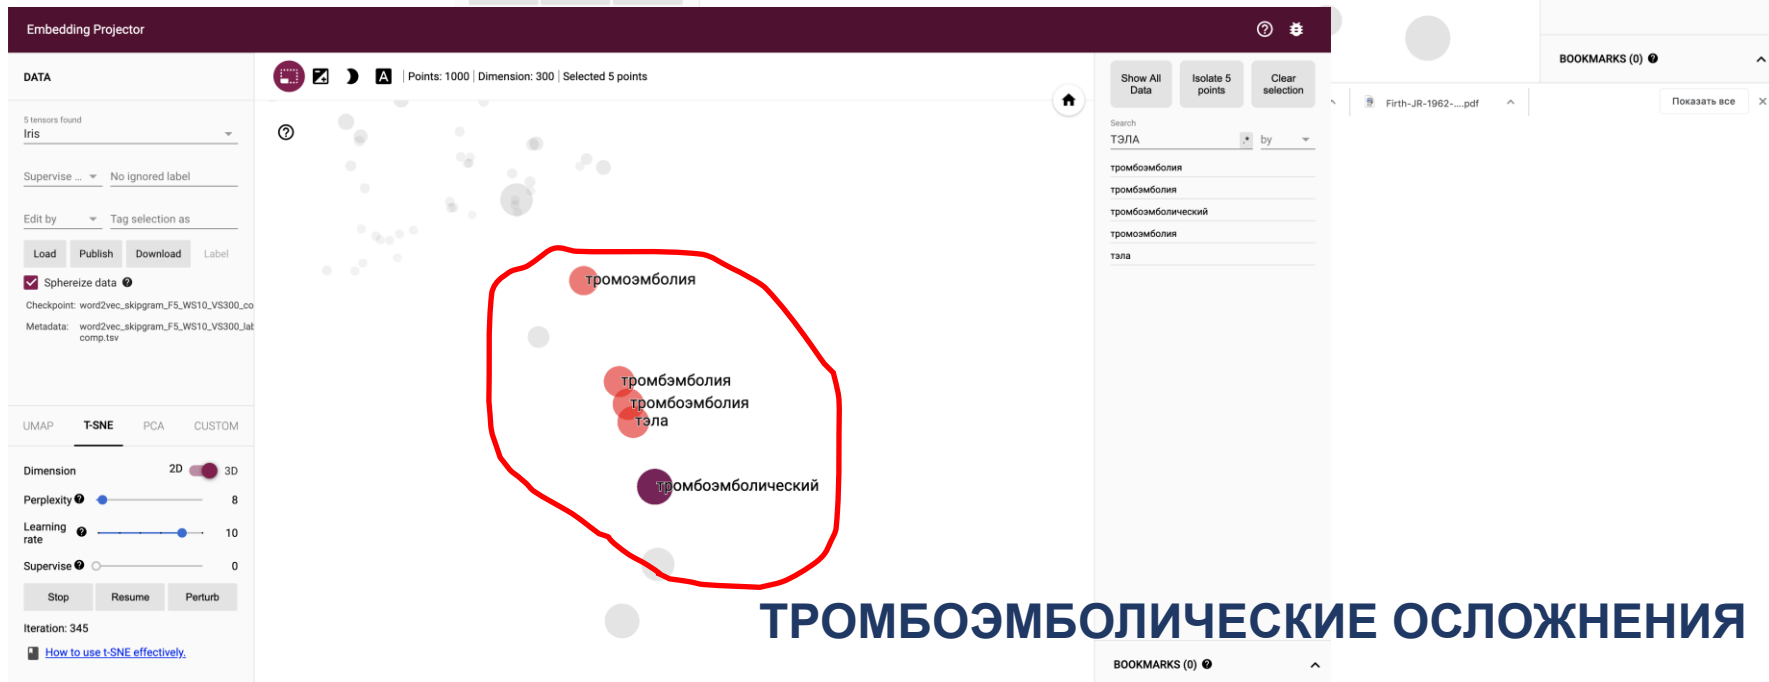 Embedding Projector
DATA
5 tensors found
Iris
Supervise ... No ignored label
Edit by Tag selection as
Load Publish Download Label
Sphereize data
Checkpoint: word2vec_skipgram_F5_WS10_VS300_co
Metadata: word2vec_skipgram_F5_WS10_VS300_lab
comp.tsv
UMAP T-SNE PCA CUSTOM
Dimension 2D 3D
Perplexity 8
Learning
rate 10
Supervise 0
Stop Resume Perturb
Iteration: 345
How to use t-SNE effectively.
A Points: 1000 | Dimension: 300 | Selected 5 points
тромоэмболия
тромбэмболия
тромбоэмболия
тэла
тромбоэмболический
Show All
Data
Isolate 5
points
Clear
selection
Search
ТЭЛА .* by
тромбоэмболия
тромбэмболия
тромбоэмболический
тромоэмболия
тэла
BOOKMARKS (0)
BOOKMARKS (0)
Firth-JR-1962-....pdf
Показать все
ТРОМБОЭМБОЛИЧЕСКИЕ ОСЛОЖНЕНИЯ